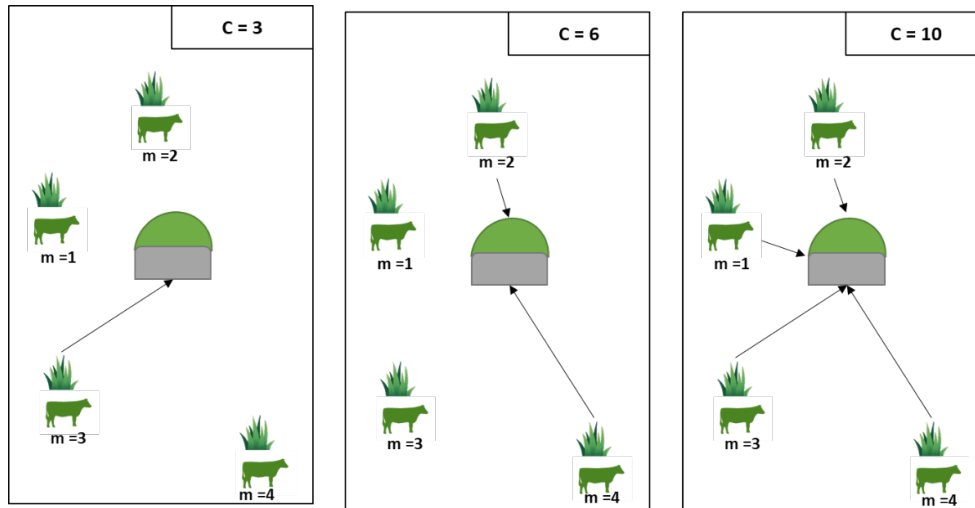 C = 3
m =2
m =1
m =3
m =4
C = 6
m =2
m =1
m =3
m =4
C = 10
m =2
m =1
m =3
m =4